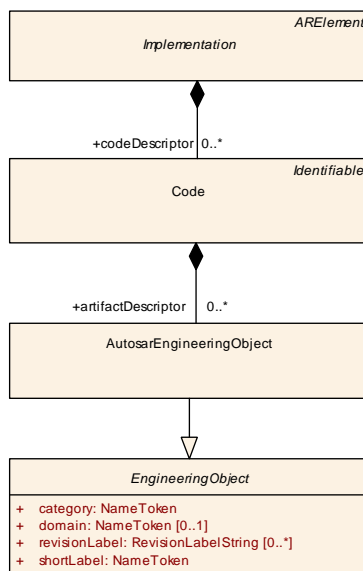 ARElement
Implementation
+codeDescriptor 0..*
Identifiable
Code
+artifactDescriptor 0..*
AutosarEngineeringObject
EngineeringObject
+ category: NameToken
+ domain: NameToken [0..1]
+ revisionLabel: RevisionLabelString [0..*]
+ shortLabel: NameToken